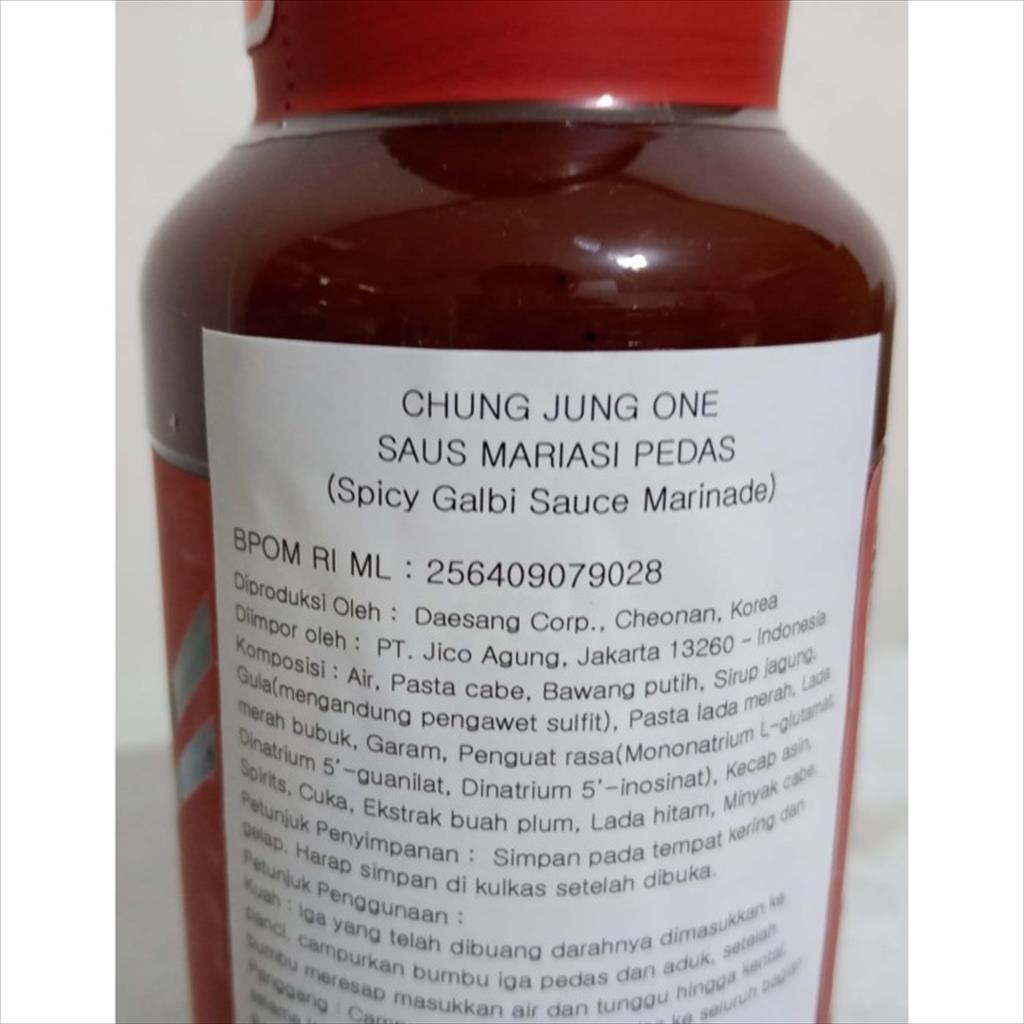 CHUNG JUNG ONE
SAUS MARIASI PEDAS
(Spicy Galbi Sauce Marinade)
BPOM RI ML : 256409079028
Diproduksi Oleh : Daesang Corp., Cheonan, Korea
Diimpor oleh : PT. Jico Agung, Jakarta 13260 - Indonesia
Komposisi : Air, Pasta cabe, Bawang putih, Sirup jagung,
Gula(mengandung pengawet sulfit), Pasta lada merah, Lada
merah bubuk, Garam, Penguat rasa(Mononatrium L-glutamat,
Dinatrium 5'-guanilat, Dinatrium 5'-inosinat), Kecap asin,
Spirits, Cuka, Ekstrak buah plum, Lada hitam, Minyak cabe.
Petunjuk Penyimpanan : Simpan pada tempat kering dan
gelap. Harap simpan di kulkas setelah dibuka.
Petunjuk Penggunaan :
Kuah : Iga yang telah dibuang darahnya dimasukkan ke
panci, campurkan bumbu iga pedas dan aduk, setelah
bumbu meresap masukkan air dan tunggu hingga kental.
Panggang : ke seluruh bagian
selama